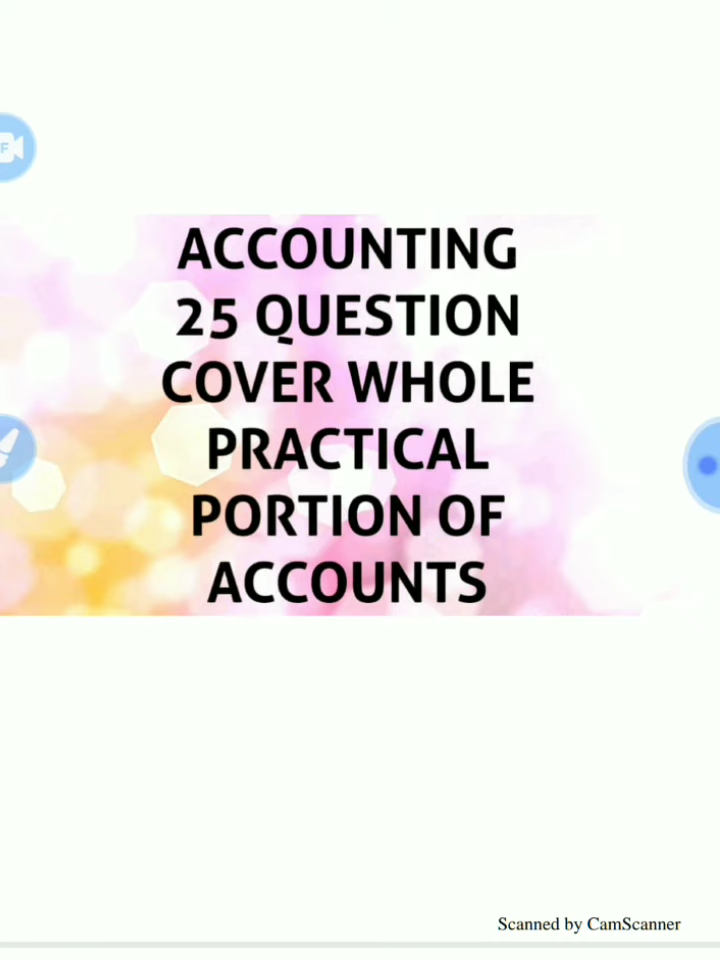 F
ACCOUNTING
25 QUESTION
COVER WHOLE
PRACTICAL
PORTION OF
ACCOUNTS
Scanned by CamScanner